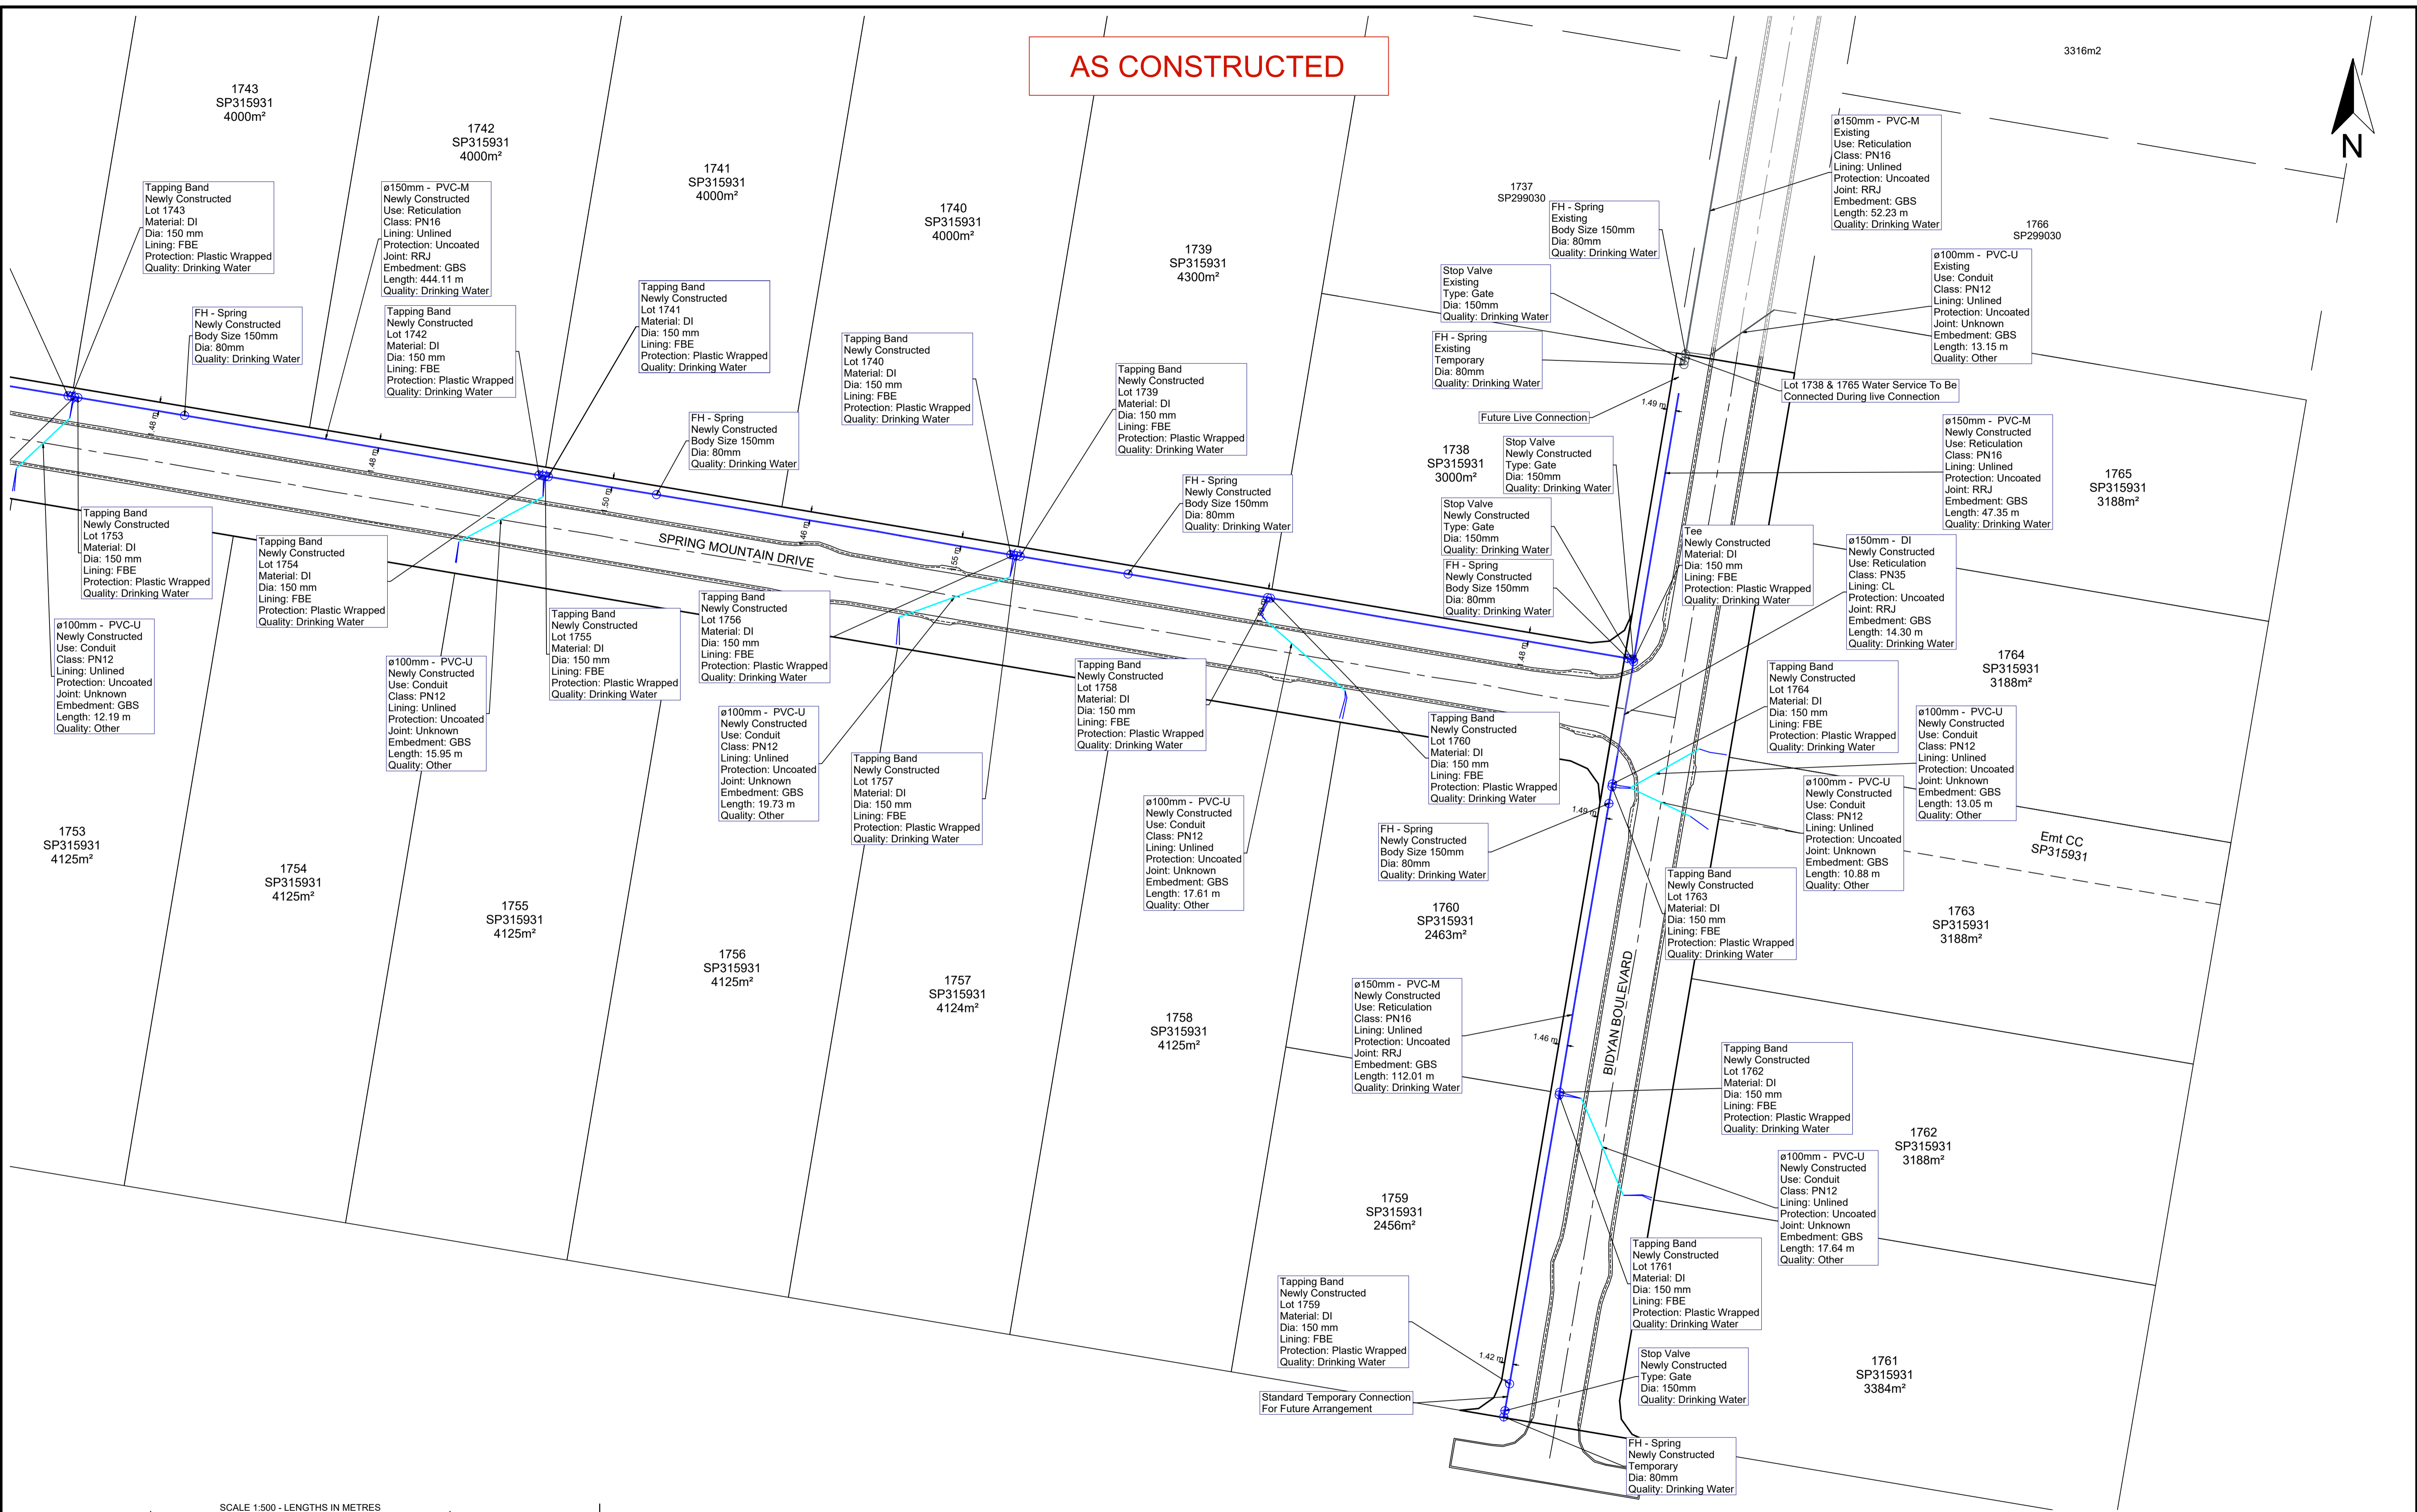 AS CONSTRUCTED
3316m2
N
1743
SP315931
4000m²
1742
SP315931
4000m²
1741
SP315931
4000m²
1740
SP315931
4000m²
1739
SP315931
4300m²
1737
SP299030
1766
SP299030
ø150mm - PVC-M
Existing
Use: Reticulation
Class: PN16
Lining: Unlined
Protection: Uncoated
Joint: RRJ
Embedment: GBS
Length: 52.23 m
Quality: Drinking Water
Tapping Band
Newly Constructed
Lot 1743
Material: DI
Dia: 150 mm
Lining: FBE
Protection: Plastic Wrapped
Quality: Drinking Water
ø150mm - PVC-M
Newly Constructed
Use: Reticulation
Class: PN16
Lining: Unlined
Protection: Uncoated
Joint: RRJ
Embedment: GBS
Length: 444.11 m
Quality: Drinking Water
FH - Spring
Existing
Body Size 150mm
Dia: 80mm
Quality: Drinking Water
ø100mm - PVC-U
Existing
Use: Conduit
Class: PN12
Lining: Unlined
Protection: Uncoated
Joint: Unknown
Embedment: GBS
Length: 13.15 m
Quality: Other
Stop Valve
Existing
Type: Gate
Dia: 150mm
Quality: Drinking Water
FH - Spring
Existing
Temporary
Dia: 80mm
Quality: Drinking Water
FH - Spring
Newly Constructed
Body Size 150mm
Dia: 80mm
Quality: Drinking Water
Tapping Band
Newly Constructed
Lot 1742
Material: DI
Dia: 150 mm
Lining: FBE
Protection: Plastic Wrapped
Quality: Drinking Water
Tapping Band
Newly Constructed
Lot 1741
Material: DI
Dia: 150 mm
Lining: FBE
Protection: Plastic Wrapped
Quality: Drinking Water
Tapping Band
Newly Constructed
Lot 1740
Material: DI
Dia: 150 mm
Lining: FBE
Protection: Plastic Wrapped
Quality: Drinking Water
Tapping Band
Newly Constructed
Lot 1739
Material: DI
Dia: 150 mm
Lining: FBE
Protection: Plastic Wrapped
Quality: Drinking Water
Lot 1738 & 1765 Water Service To Be
Connected During live Connection
Future Live Connection
1.49 m
FH - Spring
Newly Constructed
Body Size 150mm
Dia: 80mm
Quality: Drinking Water
FH - Spring
Newly Constructed
Body Size 150mm
Dia: 80mm
Quality: Drinking Water
1738
SP315931
3000m²
Stop Valve
Newly Constructed
Type: Gate
Dia: 150mm
Quality: Drinking Water
Stop Valve
Newly Constructed
Type: Gate
Dia: 150mm
Quality: Drinking Water
FH - Spring
Newly Constructed
Body Size 150mm
Dia: 80mm
Quality: Drinking Water
ø150mm - PVC-M
Newly Constructed
Use: Reticulation
Class: PN16
Lining: Unlined
Protection: Uncoated
Joint: RRJ
Embedment: GBS
Length: 47.35 m
Quality: Drinking Water
1765
SP315931
3188m²
Tee
Newly Constructed
Material: DI
Dia: 150 mm
Lining: FBE
Protection: Plastic Wrapped
Quality: Drinking Water
ø150mm - DI
Newly Constructed
Use: Reticulation
Class: PN35
Lining: CL
Protection: Uncoated
Joint: RRJ
Embedment: GBS
Length: 14.30 m
Quality: Drinking Water
1.48 m
1.48 m
1.50 m
1.46 m
1.55 m
1.48 m
SPRING MOUNTAIN DRIVE
Tapping Band
Newly Constructed
Lot 1753
Material: DI
Dia: 150 mm
Lining: FBE
Protection: Plastic Wrapped
Quality: Drinking Water
Tapping Band
Newly Constructed
Lot 1754
Material: DI
Dia: 150 mm
Lining: FBE
Protection: Plastic Wrapped
Quality: Drinking Water
Tapping Band
Newly Constructed
Lot 1755
Material: DI
Dia: 150 mm
Lining: FBE
Protection: Plastic Wrapped
Quality: Drinking Water
Tapping Band
Newly Constructed
Lot 1756
Material: DI
Dia: 150 mm
Lining: FBE
Protection: Plastic Wrapped
Quality: Drinking Water
ø100mm - PVC-U
Newly Constructed
Use: Conduit
Class: PN12
Lining: Unlined
Protection: Uncoated
Joint: Unknown
Embedment: GBS
Length: 12.19 m
Quality: Other
ø100mm - PVC-U
Newly Constructed
Use: Conduit
Class: PN12
Lining: Unlined
Protection: Uncoated
Joint: Unknown
Embedment: GBS
Length: 15.95 m
Quality: Other
ø100mm - PVC-U
Newly Constructed
Use: Conduit
Class: PN12
Lining: Unlined
Protection: Uncoated
Joint: Unknown
Embedment: GBS
Length: 19.73 m
Quality: Other
Tapping Band
Newly Constructed
Lot 1757
Material: DI
Dia: 150 mm
Lining: FBE
Protection: Plastic Wrapped
Quality: Drinking Water
Tapping Band
Newly Constructed
Lot 1758
Material: DI
Dia: 150 mm
Lining: FBE
Protection: Plastic Wrapped
Quality: Drinking Water
ø100mm - PVC-U
Newly Constructed
Use: Conduit
Class: PN12
Lining: Unlined
Protection: Uncoated
Joint: Unknown
Embedment: GBS
Length: 17.61 m
Quality: Other
Tapping Band
Newly Constructed
Lot 1760
Material: DI
Dia: 150 mm
Lining: FBE
Protection: Plastic Wrapped
Quality: Drinking Water
1764
SP315931
3188m²
Tapping Band
Newly Constructed
Lot 1764
Material: DI
Dia: 150 mm
Lining: FBE
Protection: Plastic Wrapped
Quality: Drinking Water
ø100mm - PVC-U
Newly Constructed
Use: Conduit
Class: PN12
Lining: Unlined
Protection: Uncoated
Joint: Unknown
Embedment: GBS
Length: 13.05 m
Quality: Other
ø100mm - PVC-U
Newly Constructed
Use: Conduit
Class: PN12
Lining: Unlined
Protection: Uncoated
Joint: Unknown
Embedment: GBS
Length: 10.88 m
Quality: Other
1.49 m
FH - Spring
Newly Constructed
Body Size 150mm
Dia: 80mm
Quality: Drinking Water
Emt CC
SP315931
Tapping Band
Newly Constructed
Lot 1763
Material: DI
Dia: 150 mm
Lining: FBE
Protection: Plastic Wrapped
Quality: Drinking Water
1753
SP315931
4125m²
1754
SP315931
4125m²
1755
SP315931
4125m²
1756
SP315931
4125m²
1757
SP315931
4124m²
1758
SP315931
4125m²
1760
SP315931
2463m²
1763
SP315931
3188m²
BIDYAN BOULEVARD
ø150mm - PVC-M
Newly Constructed
Use: Reticulation
Class: PN16
Lining: Unlined
Protection: Uncoated
Joint: RRJ
Embedment: GBS
Length: 112.01 m
Quality: Drinking Water
1.46 m
Tapping Band
Newly Constructed
Lot 1762
Material: DI
Dia: 150 mm
Lining: FBE
Protection: Plastic Wrapped
Quality: Drinking Water
1762
SP315931
3188m²
ø100mm - PVC-U
Newly Constructed
Use: Conduit
Class: PN12
Lining: Unlined
Protection: Uncoated
Joint: Unknown
Embedment: GBS
Length: 17.64 m
Quality: Other
1759
SP315931
2456m²
Tapping Band
Newly Constructed
Lot 1761
Material: DI
Dia: 150 mm
Lining: FBE
Protection: Plastic Wrapped
Quality: Drinking Water
Tapping Band
Newly Constructed
Lot 1759
Material: DI
Dia: 150 mm
Lining: FBE
Protection: Plastic Wrapped
Quality: Drinking Water
1.42 m
Standard Temporary Connection
For Future Arrangement
Stop Valve
Newly Constructed
Type: Gate
Dia: 150mm
Quality: Drinking Water
1761
SP315931
3384m²
FH - Spring
Newly Constructed
Temporary
Dia: 80mm
Quality: Drinking Water
SCALE 1:500 - LENGTHS IN METRES